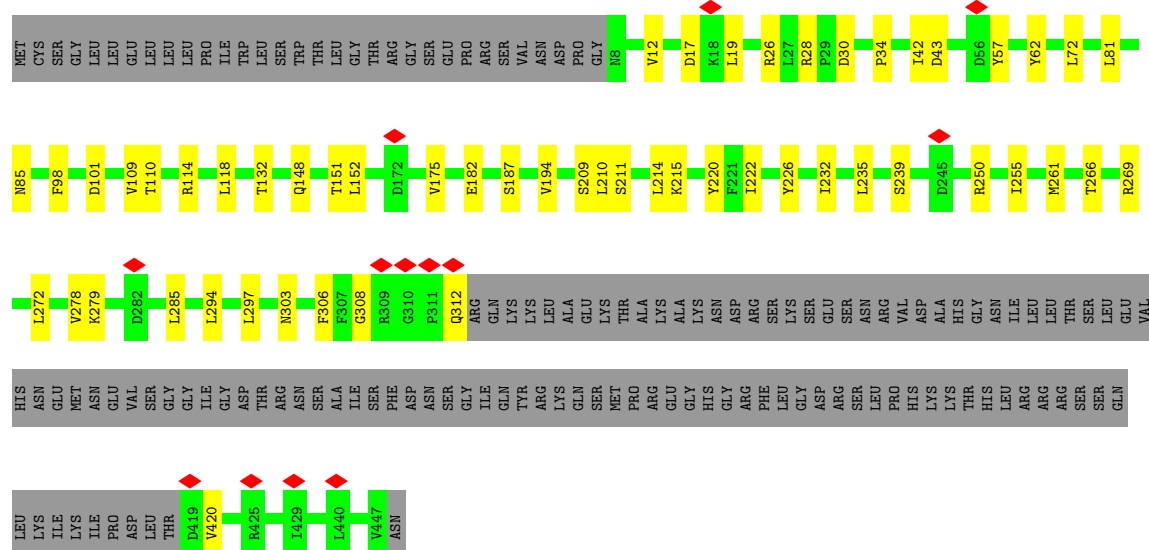 MET CYS SER GLY LEU LEU GLU LEU LEU LEU PRO ILE TRP LEU SER TRP THR LEU GLY THR ARG GLY SER GLU PRO ARG SER VAL ASN ASP PRO GLY N8 V12 D17 K18 L19 R26 L27 R28 P29 D30 P34 I42 D43 D56 Y57 Y62 L72 L81
N85 F98 D101 V109 T110 R114 L118 T132 Q148 T151 L152 D172 V175 E182 S187 V194 S209 L210 S211 L214 K215 Y220 F221 I222 Y226 I232 L235 S239 D245 R250 I255 M261 T266 R269
L272 V278 K279 D282 L285 L294 L297 N303 F306 F307 G308 R309 G310 P311 Q312 ARG GLN LYS LYS LEU ALA GLU LYS THR ALA LYS ALA LYS ASN ASP ARG SER LYS SER GLU SER ASN ARG VAL ASP ALA HIS GLY ASN ILE LEU LEU THR SER LEU GLU VAL
HIS ASN GLU MET ASN GLU VAL SER GLY GLY ILE GLY ASP THR ARG ASN SER ALA ILE SER PHE ASP ASN SER GLY ILE GLN TYR ARG LYS GLN SER MET PRO ARG GLU GLY HIS GLY ARG PHE LEU GLY ASP ARG SER LEU PRO HIS LYS LYS THR HIS LEU ARG ARG ARG SER SER GLN
LEU LYS ILE LYS ILE PRO ASP LEU THR D419 V420 R425 I429 L440 V447 ASN